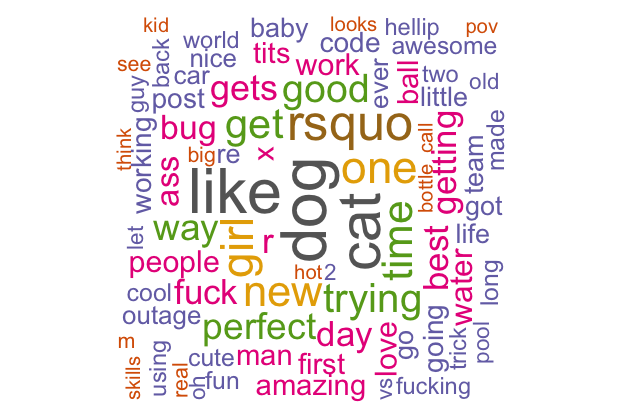 kid
baby
looks
hellip
pov
world
code
awesome
see
back
nice
tits
work
ever
ball
two
old
guy
car
gets
good
little
post
bug
get
rsquo
call
getting
made
think
working
big
re
x
one
team
ass
like
dog
cat
bottle
got
let
way
girl
r
time
best
life
people
hot
2
water
long
cool
fuck
new
trying
outage
perfect
day
love
go
going
trick
pool
m
using
real
cute
man
first
skills
oh
fun
amazing
vs
fucking